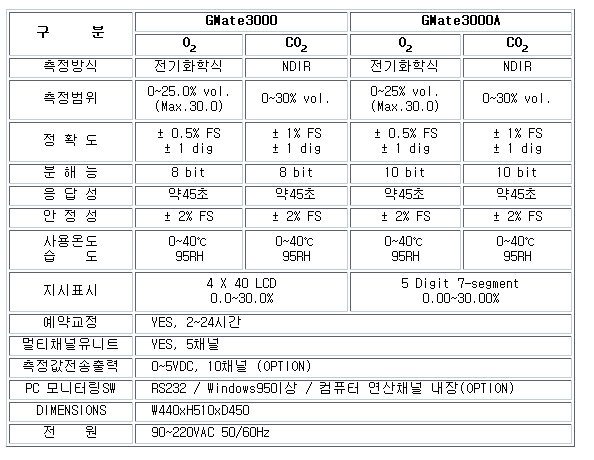 구 분 GMate3000 GMate3000A
O2 CO2 O2 CO2
측정방식 전기화학식 NDIR 전기화학식 NDIR
측정범위 0~25.0% vol. (Max.30.0) 0~30% vol. 0~25% vol. (Max.30.0) 0~30% vol.
정 확 도 ± 0.5% FS ± 1 dig ± 1% FS ± 1 dig ± 0.5% FS ± 1 dig ± 1% FS ± 1 dig
분 해 능 8 bit 8 bit 10 bit 10 bit
응 답 성 약45초 약45초 약45초 약45초
안 정 성 ± 2% FS ± 2% FS ± 2% FS ± 2% FS
사용온도 습 도 0~40℃ 95RH 0~40℃ 95RH 0~40℃ 95RH 0~40℃ 95RH
지시표시 4 X 40 LCD 0.0~30.0% 5 Digit 7-segment 0.00~30.00%
예약교정 YES, 2~24시간
멀티채널유니트 YES, 5채널
측정값전송출력 0~5VDC, 10채널 (OPTION)
PC 모니터링SW RS232 / Windows95이상 / 컴퓨터 연산채널 내장(OPTION)
DIMENSIONS W440xH510xD450
전 원 90~220VAC 50/60Hz